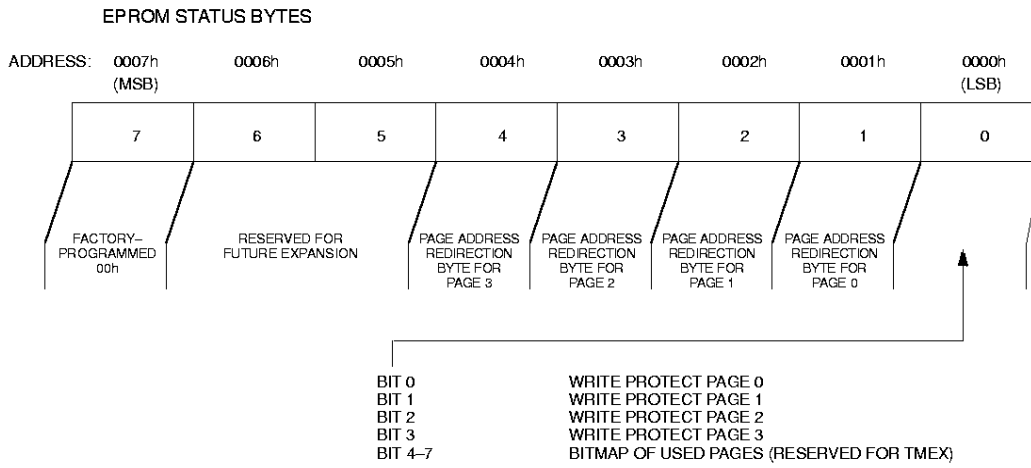 EPROM STATUS BYTES
ADDRESS: 0007h 0006h 0005h 0004h 0003h 0002h 0001h 0000h
(MSB) (LSB)
7 6 5 4 3 2 1 0
FACTORY–
PROGRAMMED
00h
RESERVED FOR
FUTURE EXPANSION
PAGE ADDRESS
REDIRECTION
BYTE FOR
PAGE 3
PAGE ADDRESS
REDIRECTION
BYTE FOR
PAGE 2
PAGE ADDRESS
REDIRECTION
BYTE FOR
PAGE 1
PAGE ADDRESS
REDIRECTION
BYTE FOR
PAGE 0
BIT 0 WRITE PROTECT PAGE 0
BIT 1 WRITE PROTECT PAGE 1
BIT 2 WRITE PROTECT PAGE 2
BIT 3 WRITE PROTECT PAGE 3
BIT 4–7 BITMAP OF USED PAGES (RESERVED FOR TMEX)